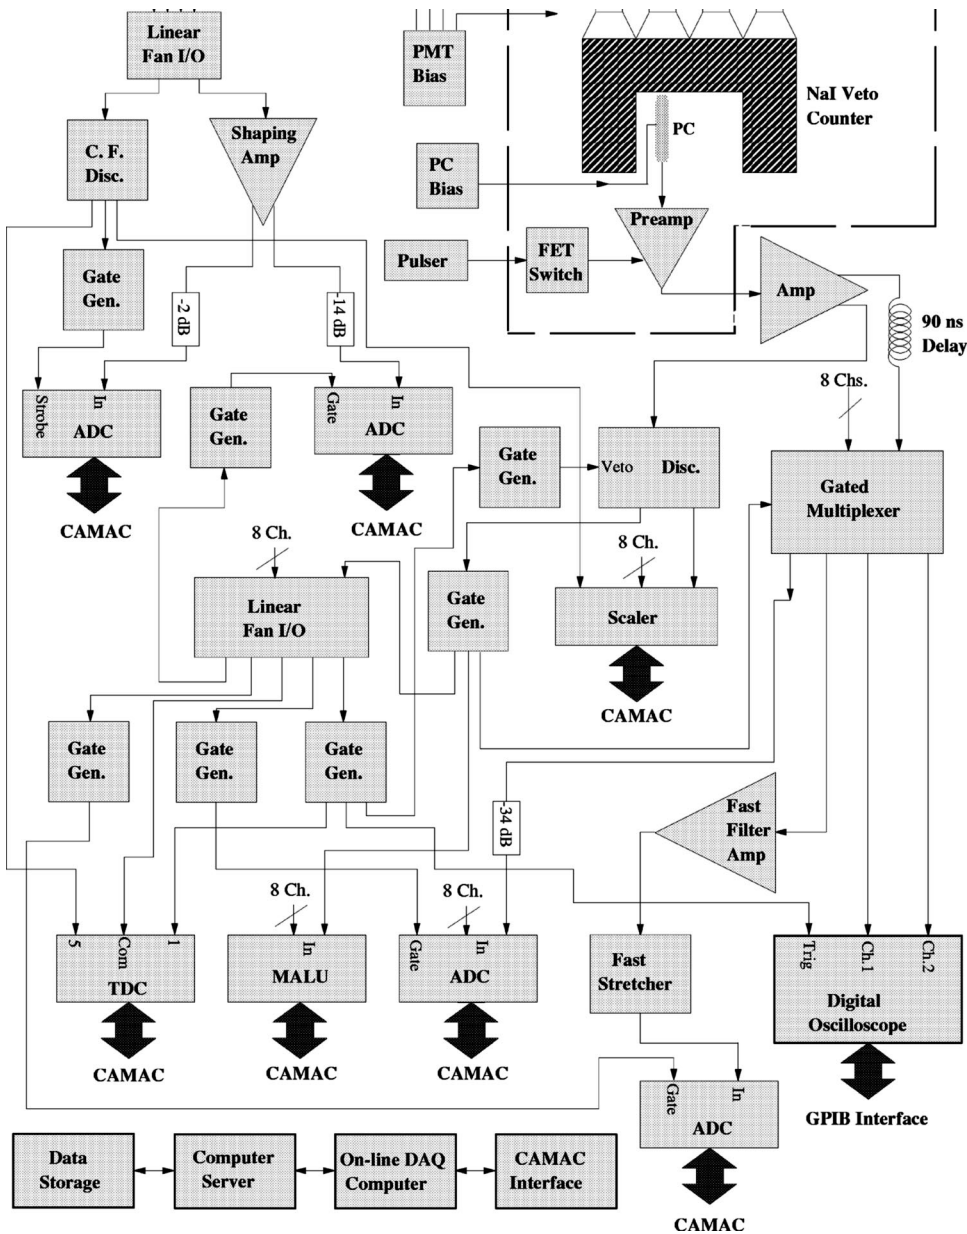 Linear
Fan I/O
PMT
Bias
NaI Veto
Counter
PC
C. F.
Disc.
Shaping
Amp
PC
Bias
Preamp
Pulser
FET
Switch
Amp
Gate
Gen.
-2 dB
-14 dB
90 ns
Delay
8 Chs.
Strobe
In
ADC
CAMAC
Gate
Gen.
Gate
In
ADC
CAMAC
Gate
Gen.
Veto
Disc.
Gated
Multiplexer
8 Ch.
8 Ch.
Linear
Fan I/O
Gate
Gen.
Scaler
CAMAC
Gate
Gen.
Gate
Gen.
Gate
Gen.
-34 dB
Fast
Filter
Amp
8 Ch.
8 Ch.
5
Com
1
TDC
CAMAC
In
MALU
CAMAC
Gate
In
ADC
CAMAC
Fast
Stretcher
Trig
Ch.1
Ch.2
Digital
Oscilloscope
GPIB Interface
Gate
In
ADC
CAMAC
Data
Storage
Computer
Server
On-line DAQ
Computer
CAMAC
Interface